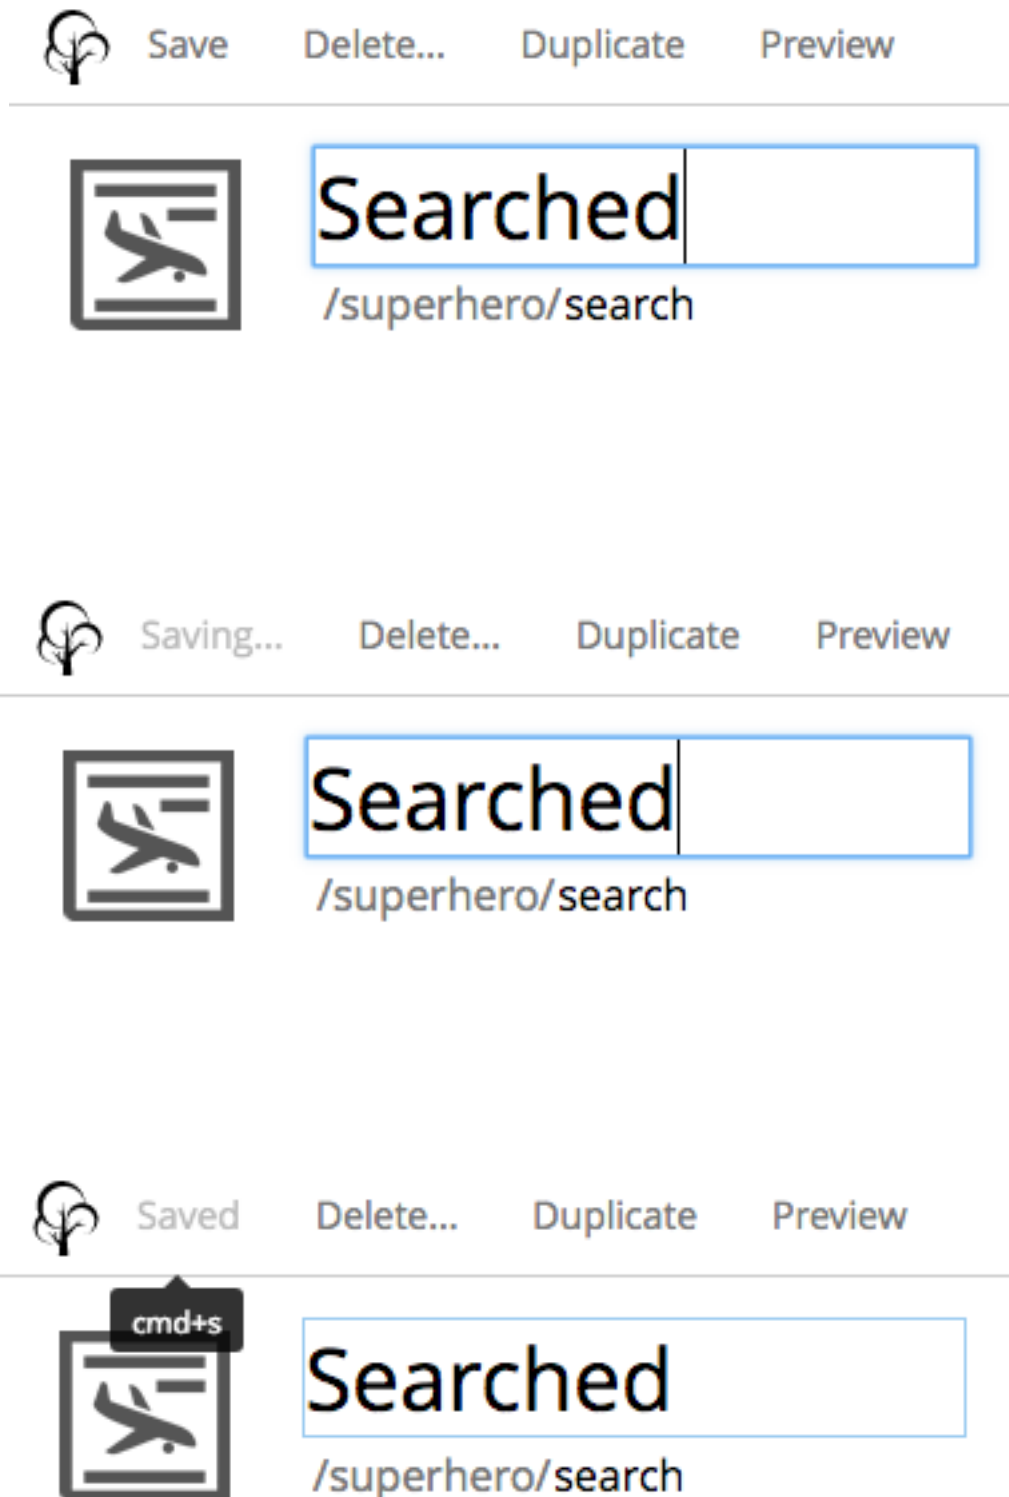 Save Delete... Duplicate Preview
Searched
/superhero/search
Saving... Delete... Duplicate Preview
Searched
/superhero/search
Saved Delete... Duplicate Preview
cmd+s
Searched
/superhero/search